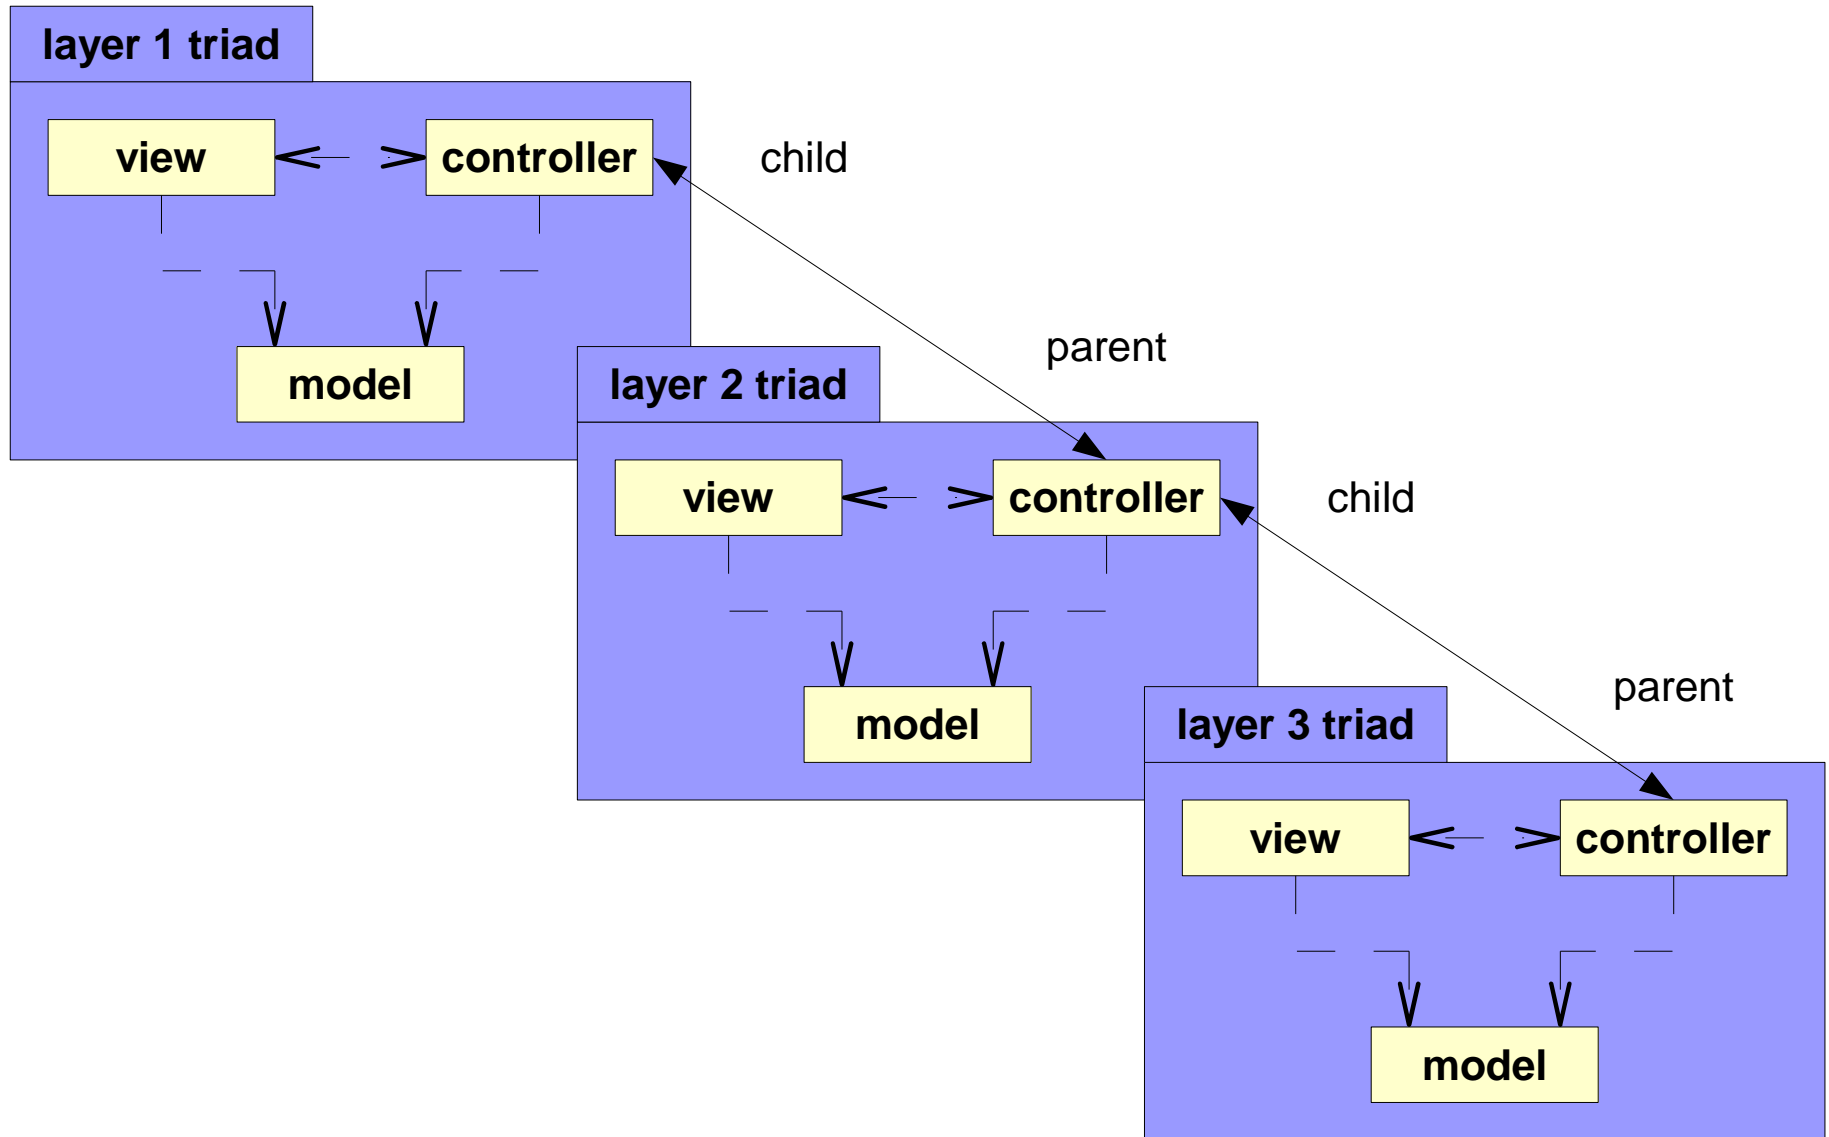 layer 1 triad
view
controller
child
model
parent
layer 2 triad
view
controller
child
model
parent
layer 3 triad
view
controller
model